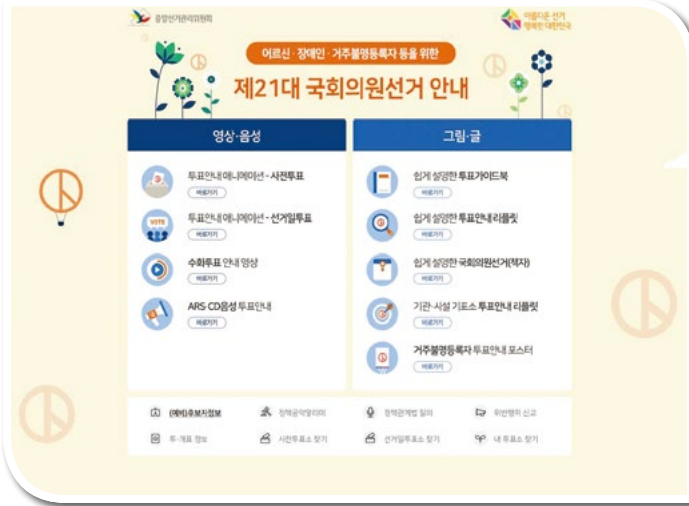 중앙선거관리위원회
아름다운 선거
행복한 대한민국
어르신·장애인·거주불명등록자 등을 위한
제21대 국회의원선거 안내
영상·음성
그림·글
투표안내 애니메이션 - 사전투표
바로가기
투표안내 애니메이션 - 선거일투표
바로가기
VOTE
수화투표 안내 영상
바로가기
ARS·CD음성 투표안내
바로가기
쉽게 설명한 투표가이드북
바로가기
쉽게 설명한 투표안내 리플릿
바로가기
쉽게 설명한 국회의원선거(책자)
바로가기
기관·시설 기표소 투표안내 리플릿
바로가기
거주불명등록자 투표안내 포스터
바로가기
(예비)후보자정보
정책공약알리미
정책관계법 질의
위반행위 신고
투·개표 정보
사전투표소 찾기
선거일투표소 찾기
내 투표소 찾기